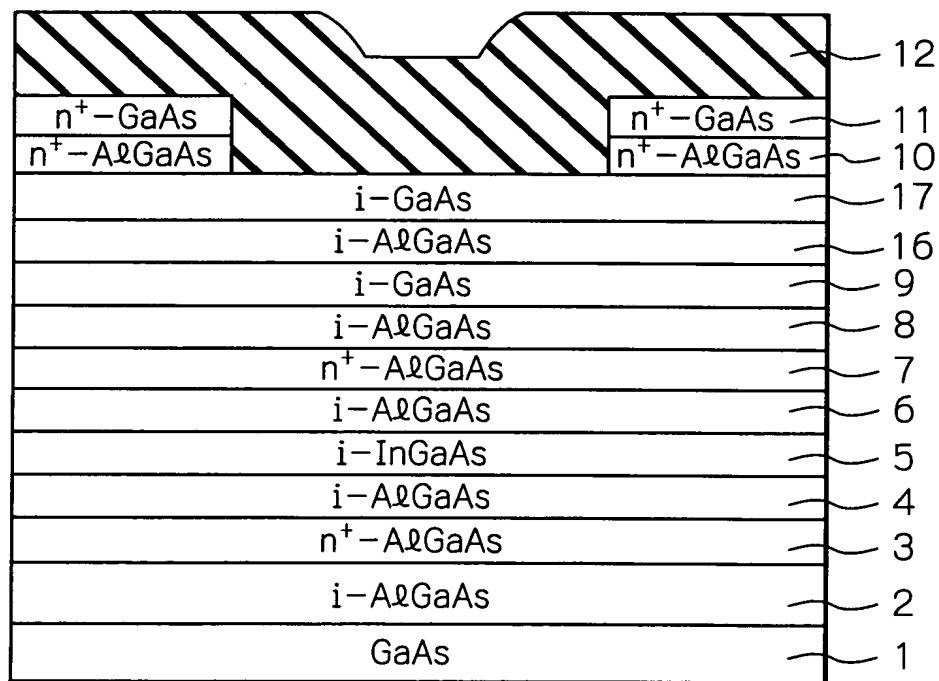 12
n⁺-GaAs n⁺-GaAs 11
n⁺-AℓGaAs n⁺-AℓGaAs 10
i-GaAs 17
i-AℓGaAs 16
i-GaAs 9
i-AℓGaAs 8
n⁺-AℓGaAs 7
i-AℓGaAs 6
i-InGaAs 5
i-AℓGaAs 4
n⁺-AℓGaAs 3
i-AℓGaAs 2
GaAs 1